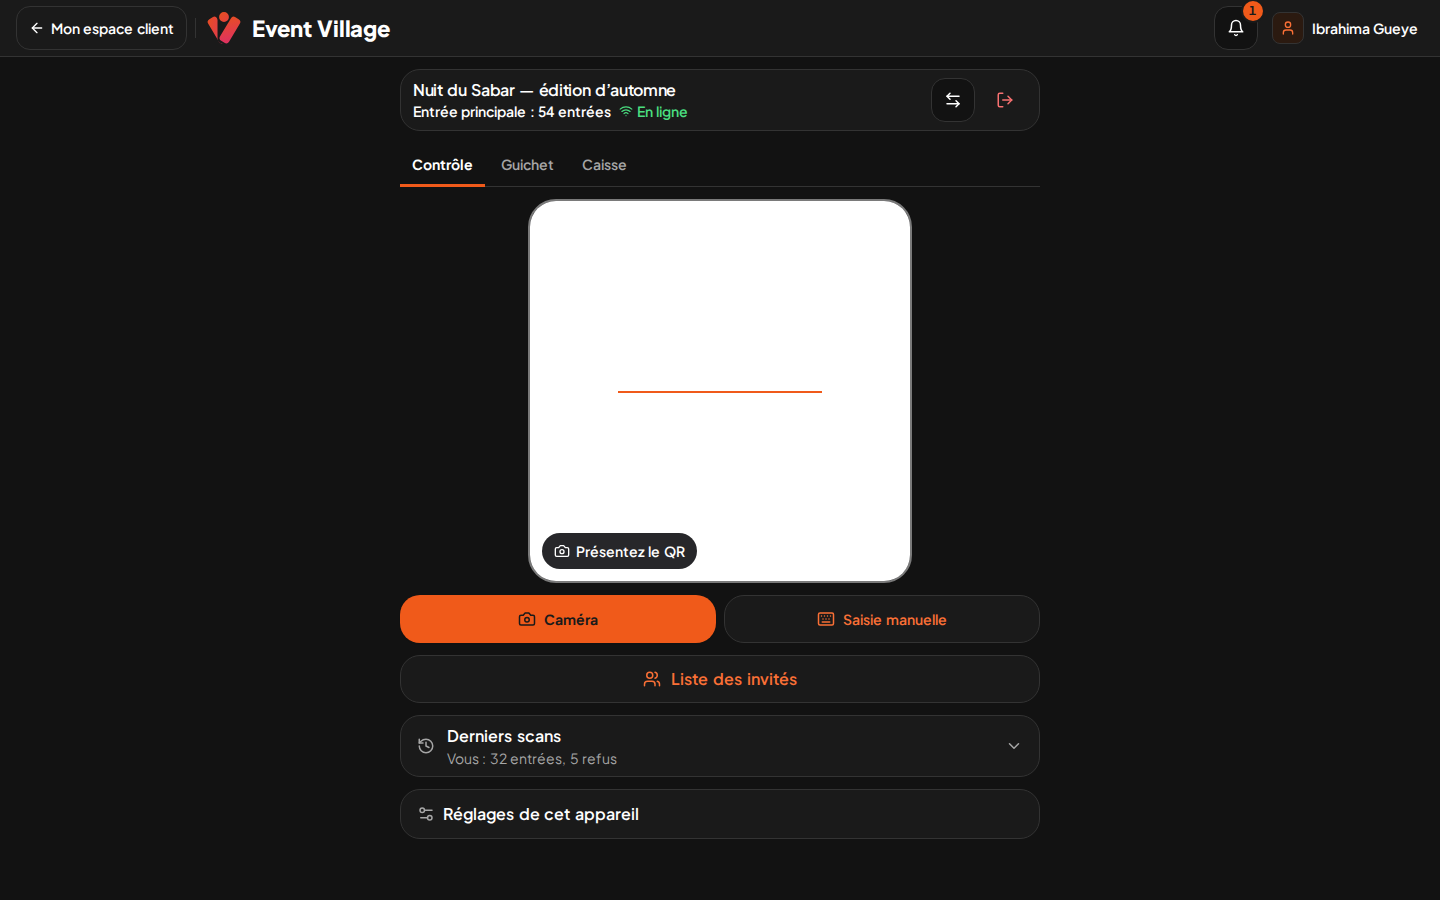 Mon espace client
Event Village
1
Ibrahima Gueye
Nuit du Sabar — édition d’automne
Entrée principale : 54 entrées En ligne
Contrôle Guichet Caisse
Présentez le QR
Caméra Saisie manuelle
Liste des invités
Derniers scans
Vous : 32 entrées, 5 refus
Réglages de cet appareil